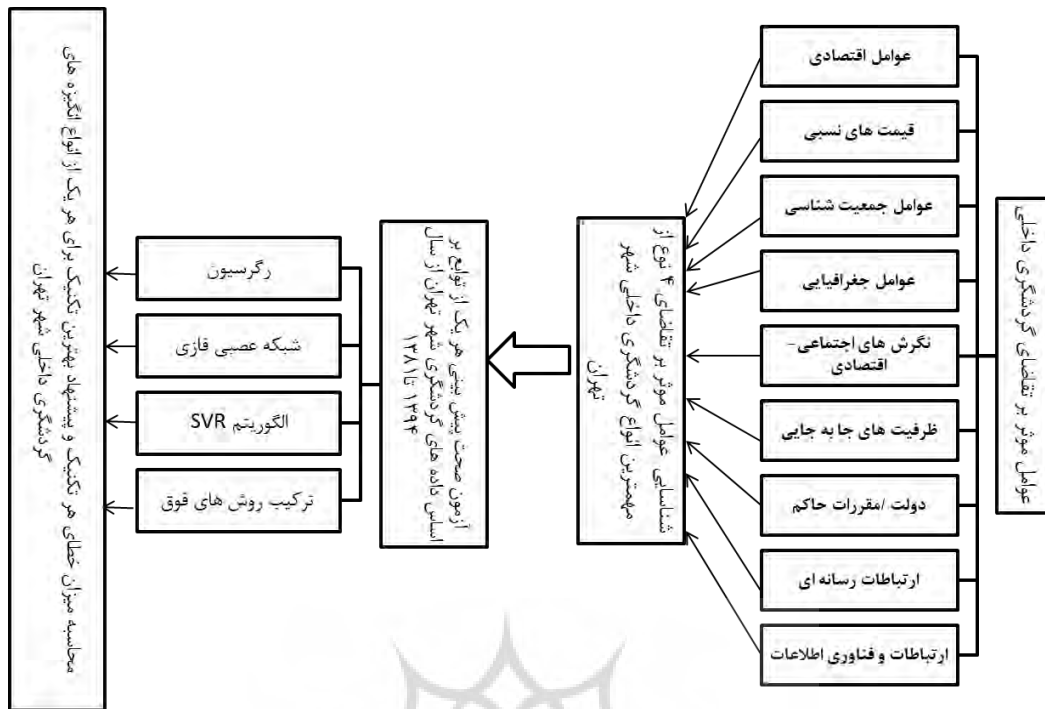 عوامل موثر بر تقاضای گردشگری داخلی
عوامل اقتصادی
قیمت های نسبی
عوامل جمعیت شناسی
عوامل جغرافیایی
نگرش های اجتماعی-
اقتصادی
ظرفیت های جا به جایی
دولت /مقررات حاکم
ارتباطات رسانه ای
ارتباطات و فناوری اطلاعات
شناسایی عوامل موثر بر تقاضای ۴ نوع از
مهمترین انواع گردشگری داخلی شهر
تهران
آزمون صحت پیش بینی هر یک از توابع بر
اساس داده های گردشگری شهر تهران از سال
۱۳۸۱ تا ۱۳۹۴
رگرسیون
شبکه عصبی فازی
الگوریتم SVR
ترکیب روش های فوق
محاسبه میزان خطای هر تکنیک و پیشنهاد بهترین تکنیک برای هر یک از انواع انگیزه های
گردشگری داخلی شهر تهران